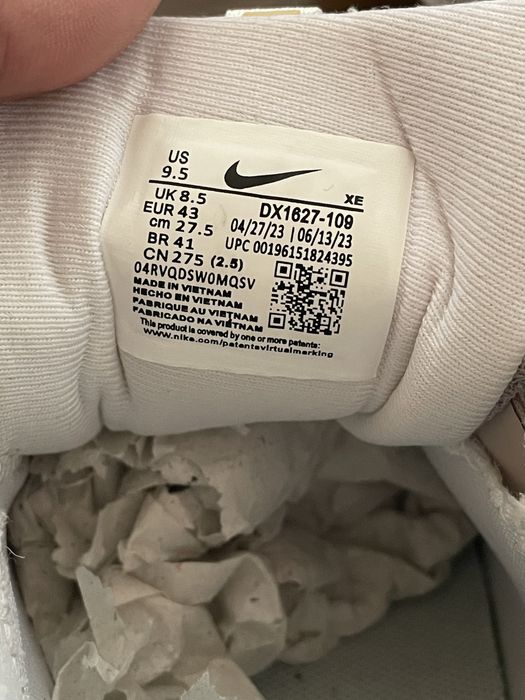 US
9.5
XE
UK 8.5
DX1627-109
EUR 43
04/27/23 | 06/13/23
cm 27.5
UPC 00196151824395
BR 41
CN 275 (2.5)
04RVQDSW0MQSV
MADE IN VIETNAM
HECHO EN VIETNAM
FABRIQUE AU VIETNAM
FABRICADO NA VIETNAM
This product is covered by one or more patents:
www.nike.com/patentsvirtualmarking